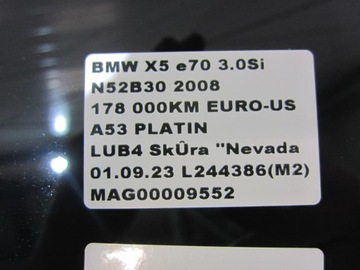 BMW X5 e70 3.0Si
N52B30 2008
178 000KM EURO-US
A53 PLATIN
LUB4 SkÛra "Nevada
01.09.23 L244386(M2)
MAG00009552